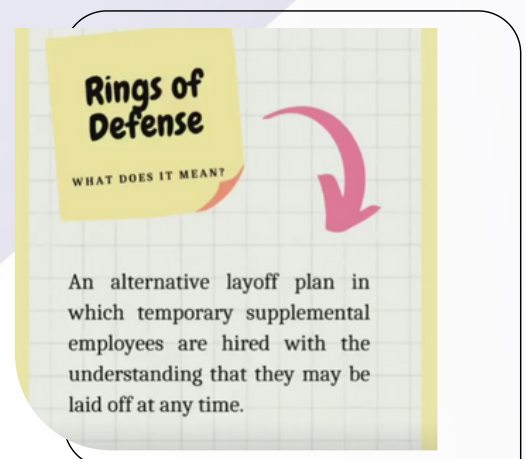 Rings of
Defense
WHAT DOES IT MEAN?
An alternative layoff plan in
which temporary supplemental
employees are hired with the
understanding that they may be
laid off at any time.